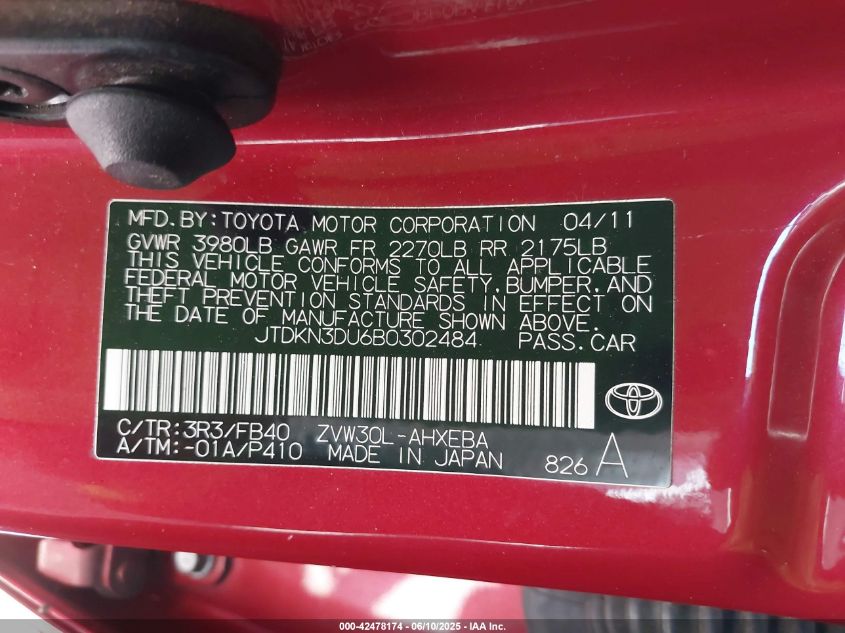 MFD.BY:TOYOTA MOTOR CORPORATION 04/11
GVWR 3980LB GAWR FR 2270LB RR 2175LB
THIS VEHICLE CONFORMS TO ALL APPLICABLE
FEDERAL MOTOR VEHICLE SAFETY,BUMPER,AND
THEFT PREVENTION STANDARDS IN EFFECT ON
THE DATE OF MANUFACTURE SHOWN ABOVE.
JTDKN3DU6B0302484 PASS.CAR
C/TR:3R3/FB40 ZVW30L-AHXEBA
A/TM:-01A/P410 MADE IN JAPAN 826 A
000-42478174 - 06/10/2025 - IAA Inc.